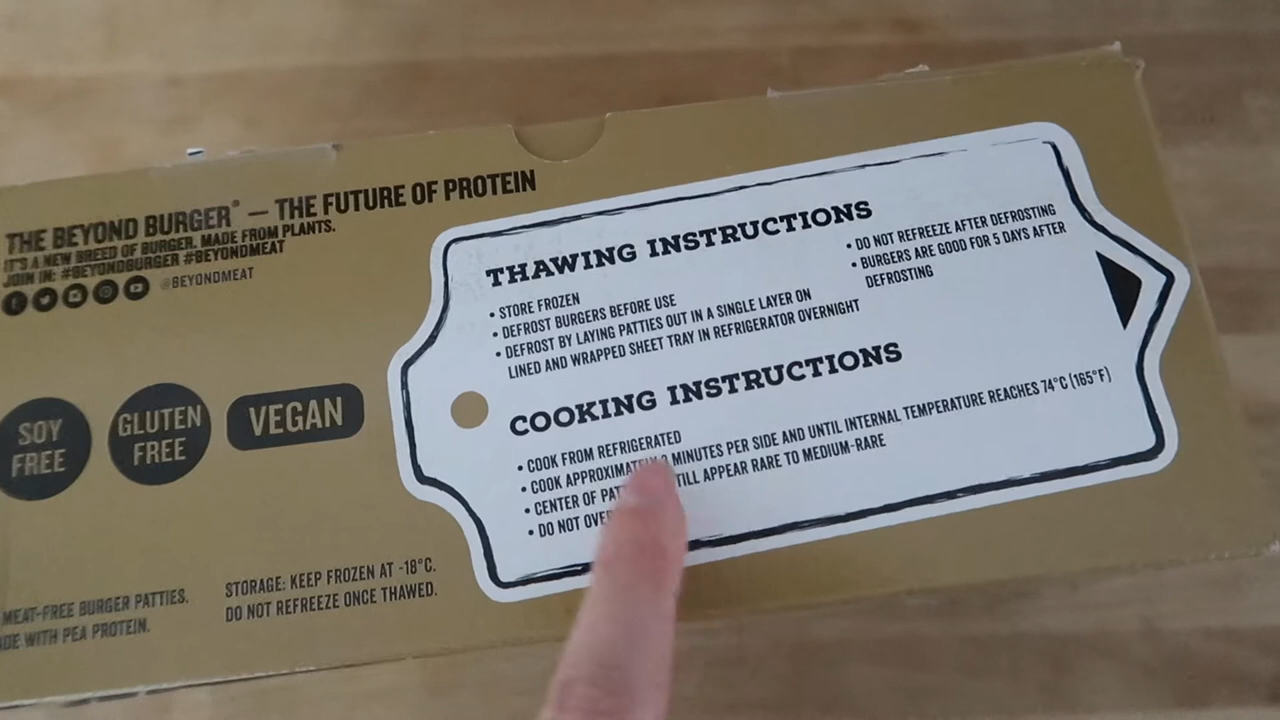 THE BEYOND BURGER® – THE FUTURE OF PROTEIN
IT'S A NEW BREED OF BURGER. MADE FROM PLANTS.
JOIN IN: #BEYONDBURGER #BEYONDMEAT
@BEYONDMEAT
SOY
FREE
GLUTEN
FREE
VEGAN
MEAT-FREE BURGER PATTIES.
WITH PEA PROTEIN.
STORAGE: KEEP FROZEN AT -18°C.
DO NOT REFREEZE ONCE THAWED.
THAWING INSTRUCTIONS
• STORE FROZEN
• DEFROST BURGERS BEFORE USE
• DEFROST BY LAYING PATTIES OUT IN A SINGLE LAYER ON
LINED AND WRAPPED SHEET TRAY IN REFRIGERATOR OVERNIGHT
• DO NOT REFREEZE AFTER DEFROSTING
• BURGERS ARE GOOD FOR 5 DAYS AFTER
DEFROSTING
COOKING INSTRUCTIONS
• COOK FROM REFRIGERATED
• COOK APPROXIMATELY 3 MINUTES PER SIDE AND UNTIL INTERNAL TEMPERATURE REACHES 74°C (165°F)
• CENTER OF STILL APPEAR RARE TO MEDIUM-RARE
• DO NOT